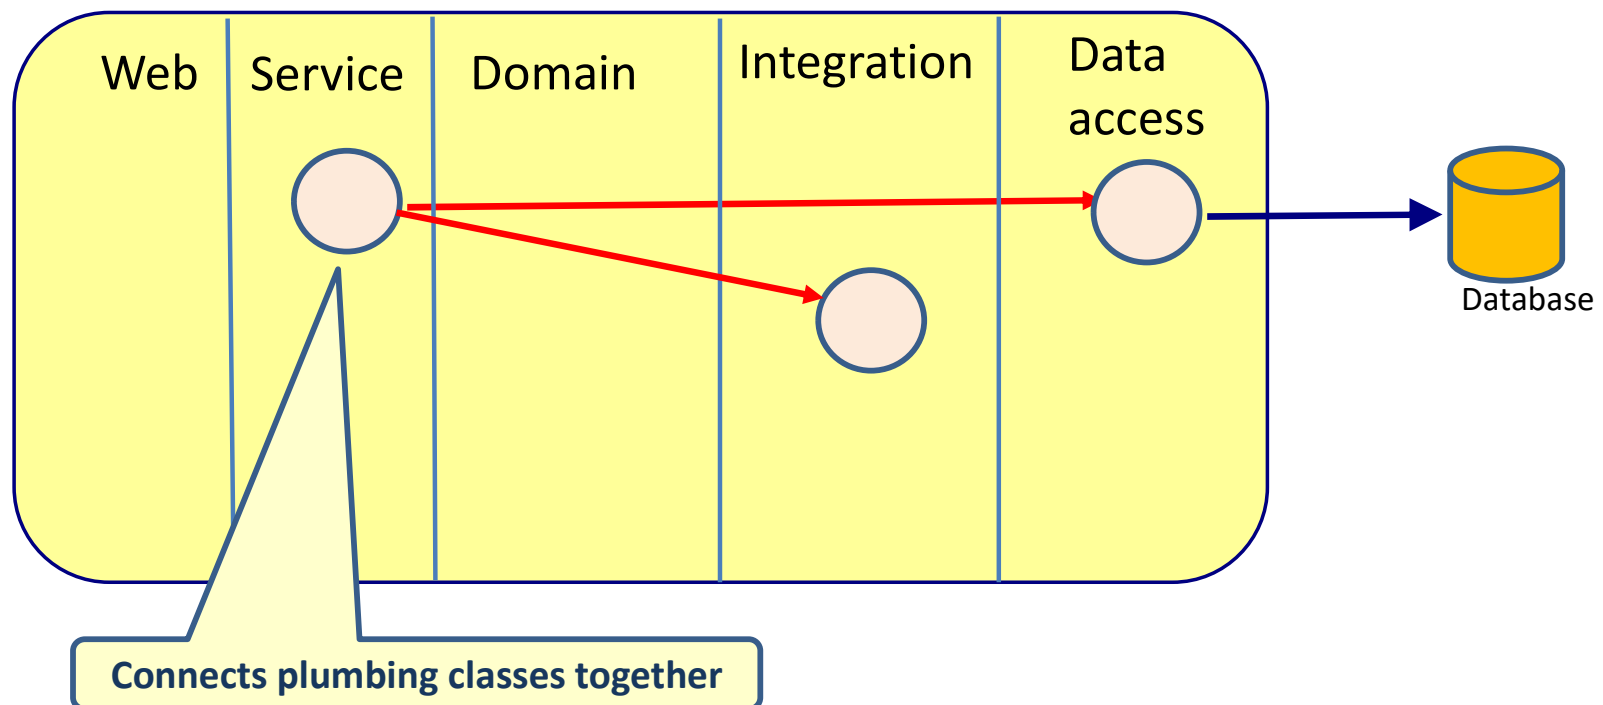 Web
Service
Domain
Integration
Data
access
Database
Connects plumbing classes together